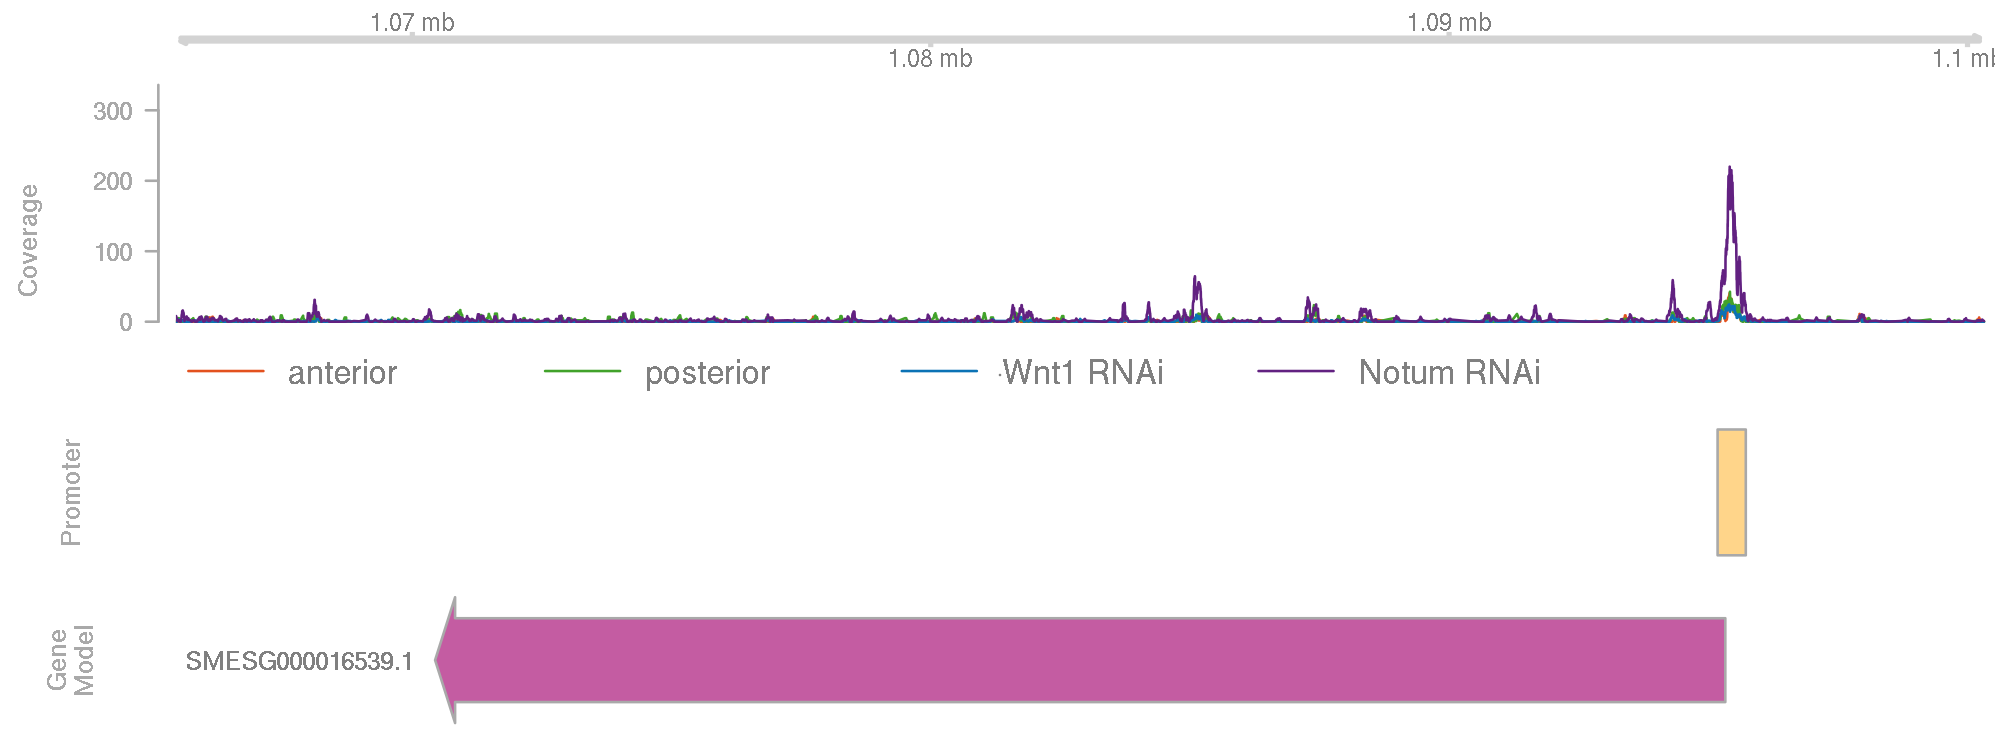 1.07 mb
1.09 mb
1.08 mb
1.1 mb
300
200
100
0
Coverage
anterior
posterior
Wnt1 RNAi
Notum RNAi
Promoter
Gene
Model
SMESG000016539.1